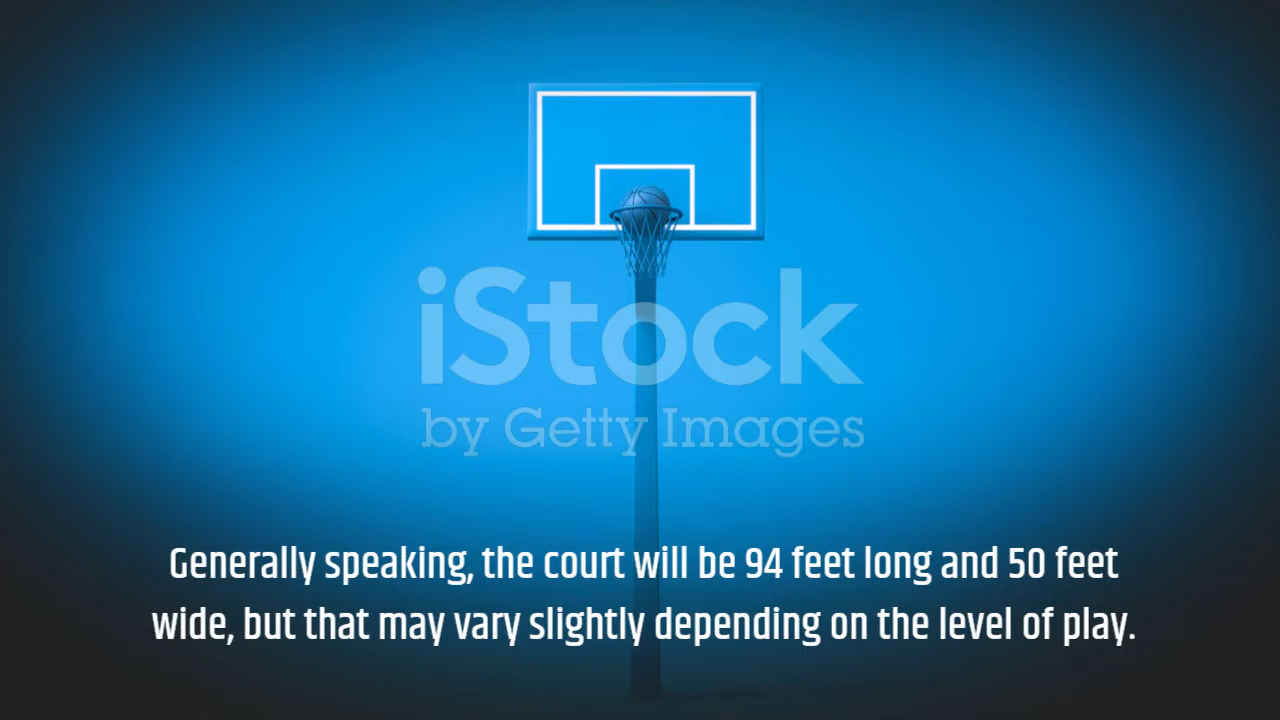 iStock
by Getty Images
Generally speaking, the court will be 94 feet long and 50 feet
wide, but that may vary slightly depending on the level of play.